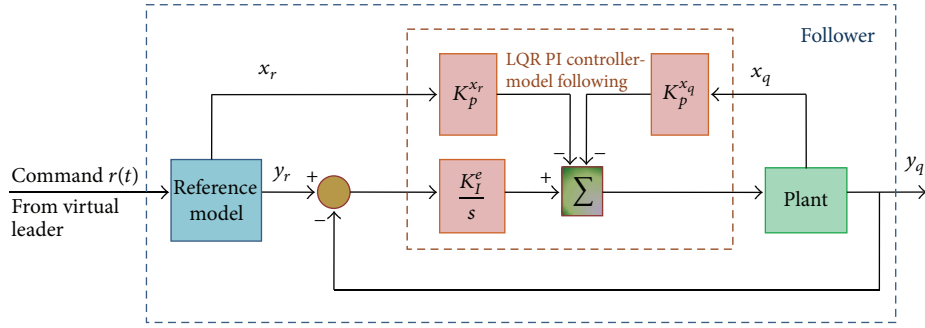 Follower
LQR PI controller-
model following
x_r
K_p^{x_r}
K_p^{x_q}
x_q
− −
Command r(t)
From virtual
leader
Reference
model
y_r
+
−
K_I^e
s
+
∑
Plant
y_q